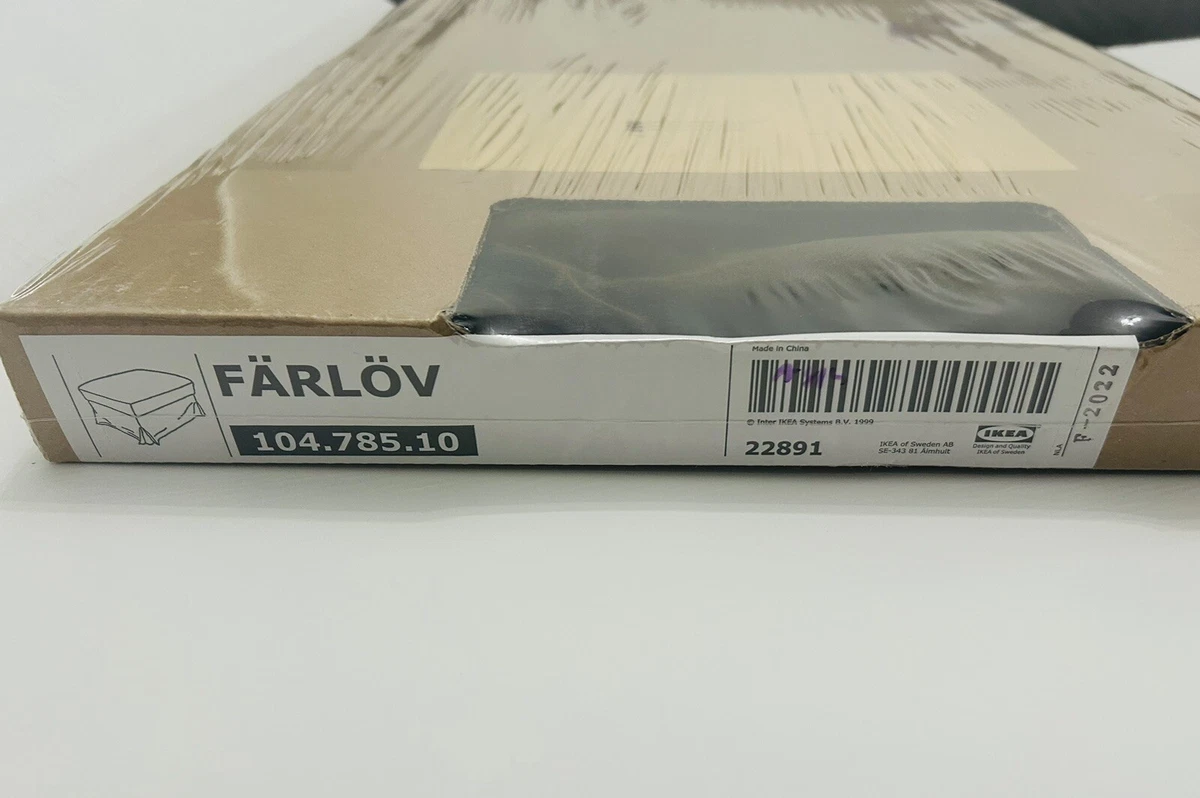 FÄRLÖV
104.785.10
Made in China
© Inter IKEA Systems B.V. 1999
22891
IKEA of Sweden AB
SE-343 81 Älmhult
IKEA
Design and Quality
IKEA of Sweden
NLA
F-2022